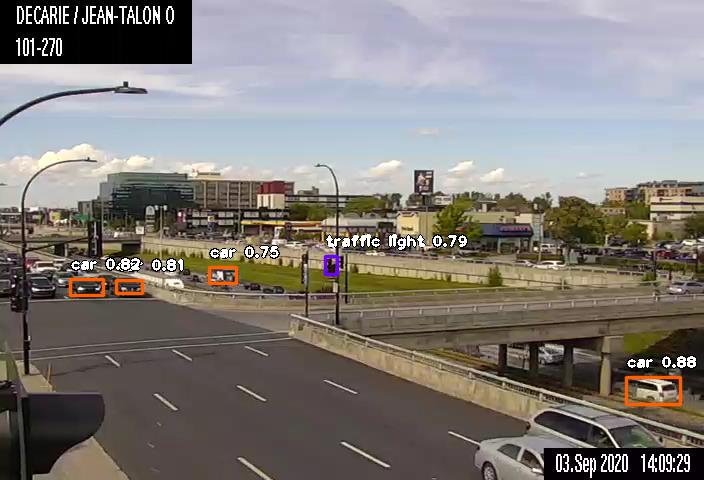 DECARIE / JEAN-TALON O
101-270
traffic light 0.79
car 0.75
car 0.82 0.81
car 0.88
03.Sep 2020 14:09:29